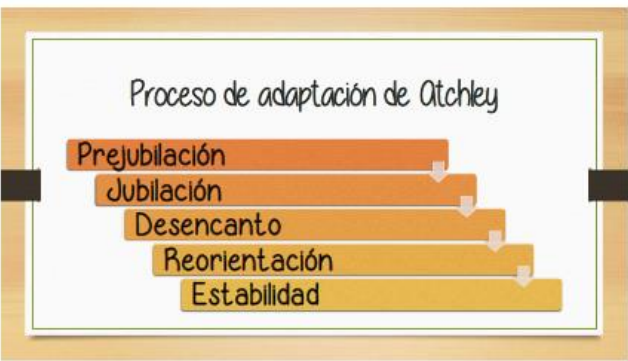 Proceso de adaptación de Atchley
Prejubilación
Jubilación
Desencanto
Reorientación
Estabilidad